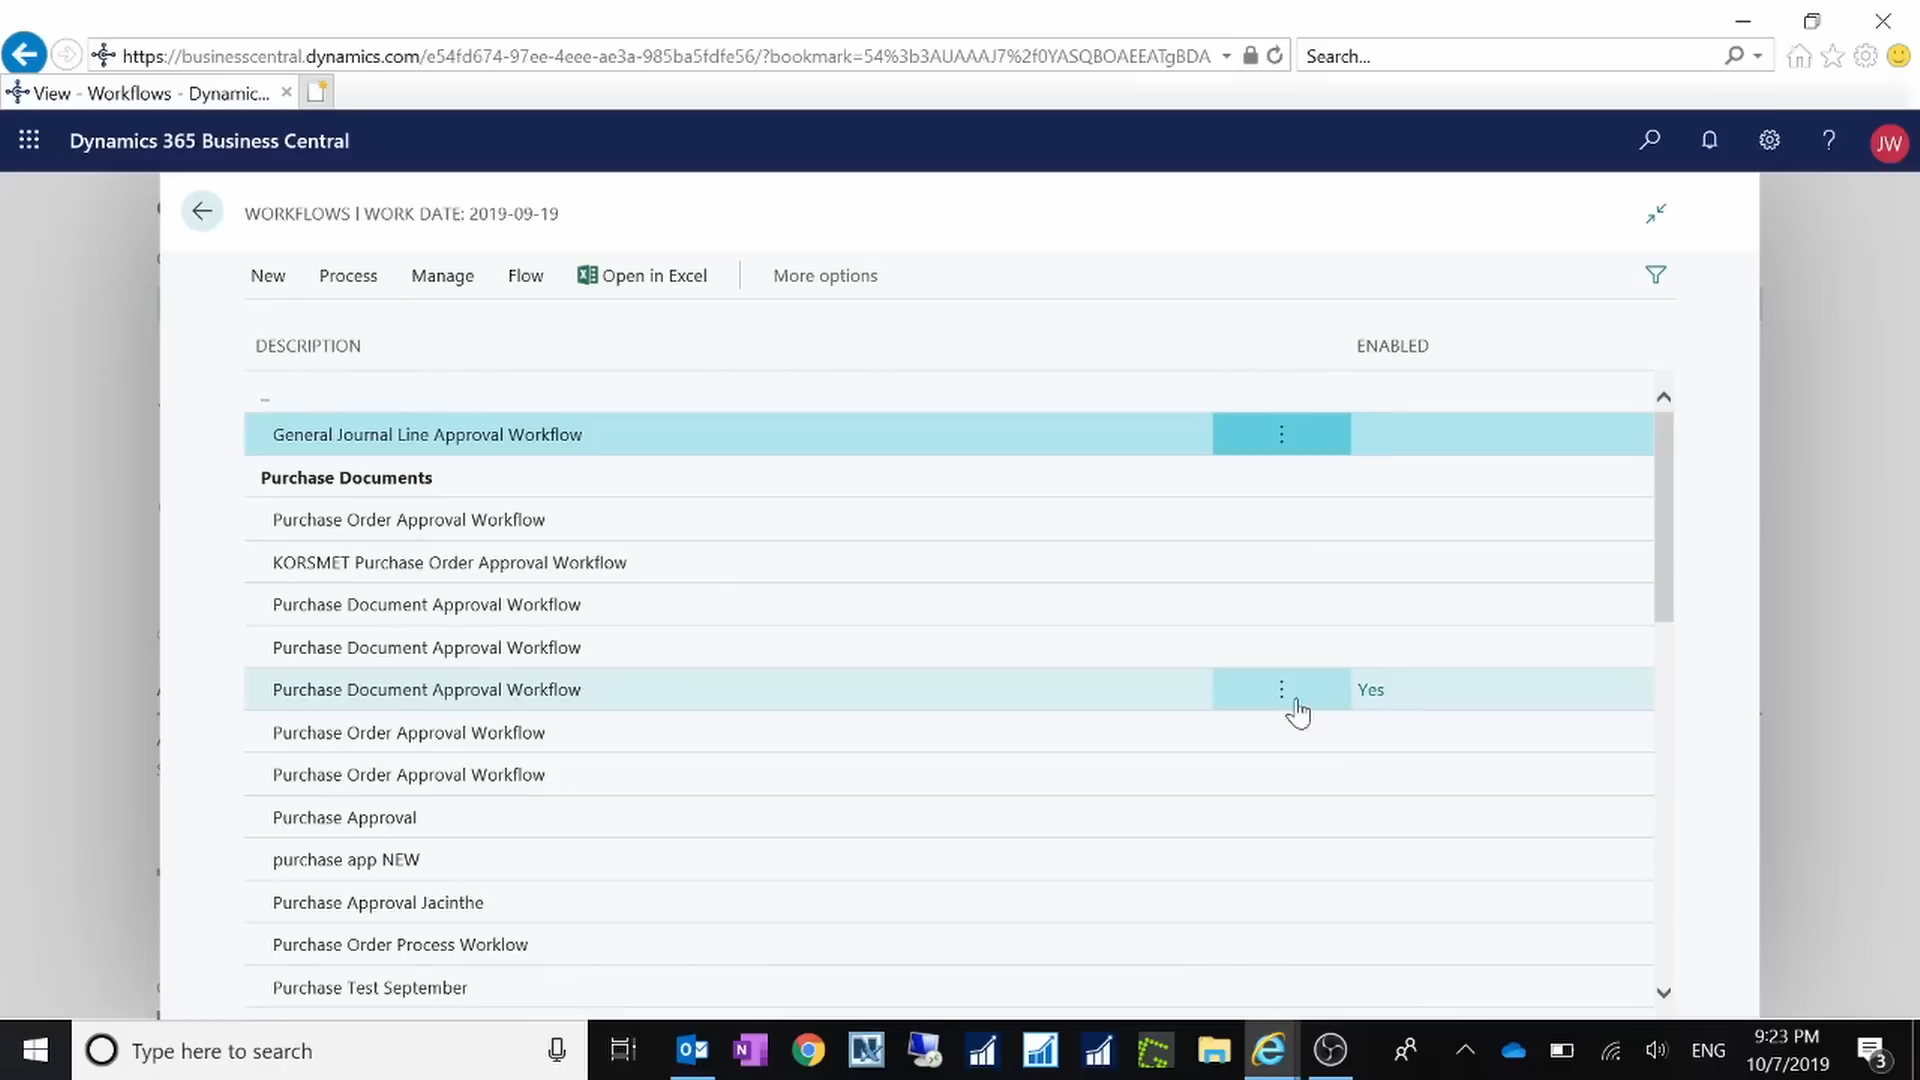 https://businesscentral.dynamics.com/e54fd674-97ee-4eee-ae3a-985ba5fdfe56/?bookmark=54%3b3AUAAAJ7%2f0YASQBOAEEATgBDA
Search...
View - Workflows - Dynamic...
Dynamics 365 Business Central
?
JW
WORKFLOWS | WORK DATE: 2019-09-19
New
Process
Manage
Flow
Open in Excel
More options
DESCRIPTION
ENABLED
General Journal Line Approval Workflow
Purchase Documents
Purchase Order Approval Workflow
KORSMET Purchase Order Approval Workflow
Purchase Document Approval Workflow
Purchase Document Approval Workflow
Purchase Document Approval Workflow
Yes
Purchase Order Approval Workflow
Purchase Order Approval Workflow
Purchase Approval
purchase app NEW
Purchase Approval Jacinthe
Purchase Order Process Worklow
Purchase Test September
Type here to search
ENG
9:23 PM
10/7/2019
3